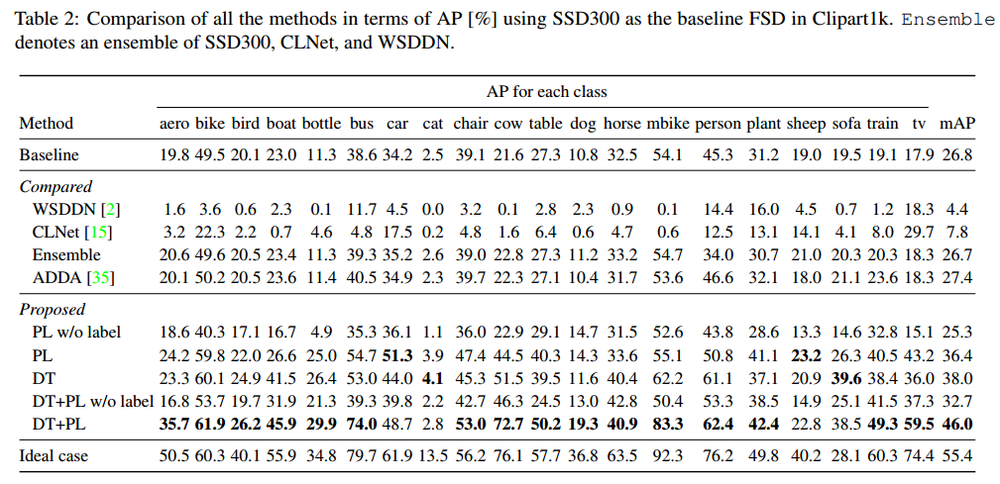 Table 2: Comparison of all the methods in terms of AP [%] using SSD300 as the baseline FSD in Clipart1k. Ensemble
denotes an ensemble of SSD300, CLNet, and WSDDN.
AP for each class
Method aero bike bird boat bottle bus car cat chair cow table dog horse mbike person plant sheep sofa train tv mAP
Baseline 19.8 49.5 20.1 23.0 11.3 38.6 34.2 2.5 39.1 21.6 27.3 10.8 32.5 54.1 45.3 31.2 19.0 19.5 19.1 17.9 26.8
Compared
WSDDN [2] 1.6 3.6 0.6 2.3 0.1 11.7 4.5 0.0 3.2 0.1 2.8 2.3 0.9 0.1 14.4 16.0 4.5 0.7 1.2 18.3 4.4
CLNet [15] 3.2 22.3 2.2 0.7 4.6 4.8 17.5 0.2 4.8 1.6 6.4 0.6 4.7 0.6 12.5 13.1 14.1 4.1 8.0 29.7 7.8
Ensemble 20.6 49.6 20.5 23.4 11.3 39.3 35.2 2.6 39.0 22.8 27.3 11.2 33.2 54.7 34.0 30.7 21.0 20.3 20.3 18.3 26.7
ADDA [35] 20.1 50.2 20.5 23.6 11.4 40.5 34.9 2.3 39.7 22.3 27.1 10.4 31.7 53.6 46.6 32.1 18.0 21.1 23.6 18.3 27.4
Proposed
PL w/o label 18.6 40.3 17.1 16.7 4.9 35.3 36.1 1.1 36.0 22.9 29.1 14.7 31.5 52.6 43.8 28.6 13.3 14.6 32.8 15.1 25.3
PL 24.2 59.8 22.0 26.6 25.0 54.7 51.3 3.9 47.4 44.5 40.3 14.3 33.6 55.1 50.8 41.1 23.2 26.3 40.5 43.2 36.4
DT 23.3 60.1 24.9 41.5 26.4 53.0 44.0 4.1 45.3 51.5 39.5 11.6 40.4 62.2 61.1 37.1 20.9 39.6 38.4 36.0 38.0
DT+PL w/o label 16.8 53.7 19.7 31.9 21.3 39.3 39.8 2.2 42.7 46.3 24.5 13.0 42.8 50.4 53.3 38.5 14.9 25.1 41.5 37.3 32.7
DT+PL 35.7 61.9 26.2 45.9 29.9 74.0 48.7 2.8 53.0 72.7 50.2 19.3 40.9 83.3 62.4 42.4 22.8 38.5 49.3 59.5 46.0
Ideal case 50.5 60.3 40.1 55.9 34.8 79.7 61.9 13.5 56.2 76.1 57.7 36.8 63.5 92.3 76.2 49.8 40.2 28.1 60.3 74.4 55.4